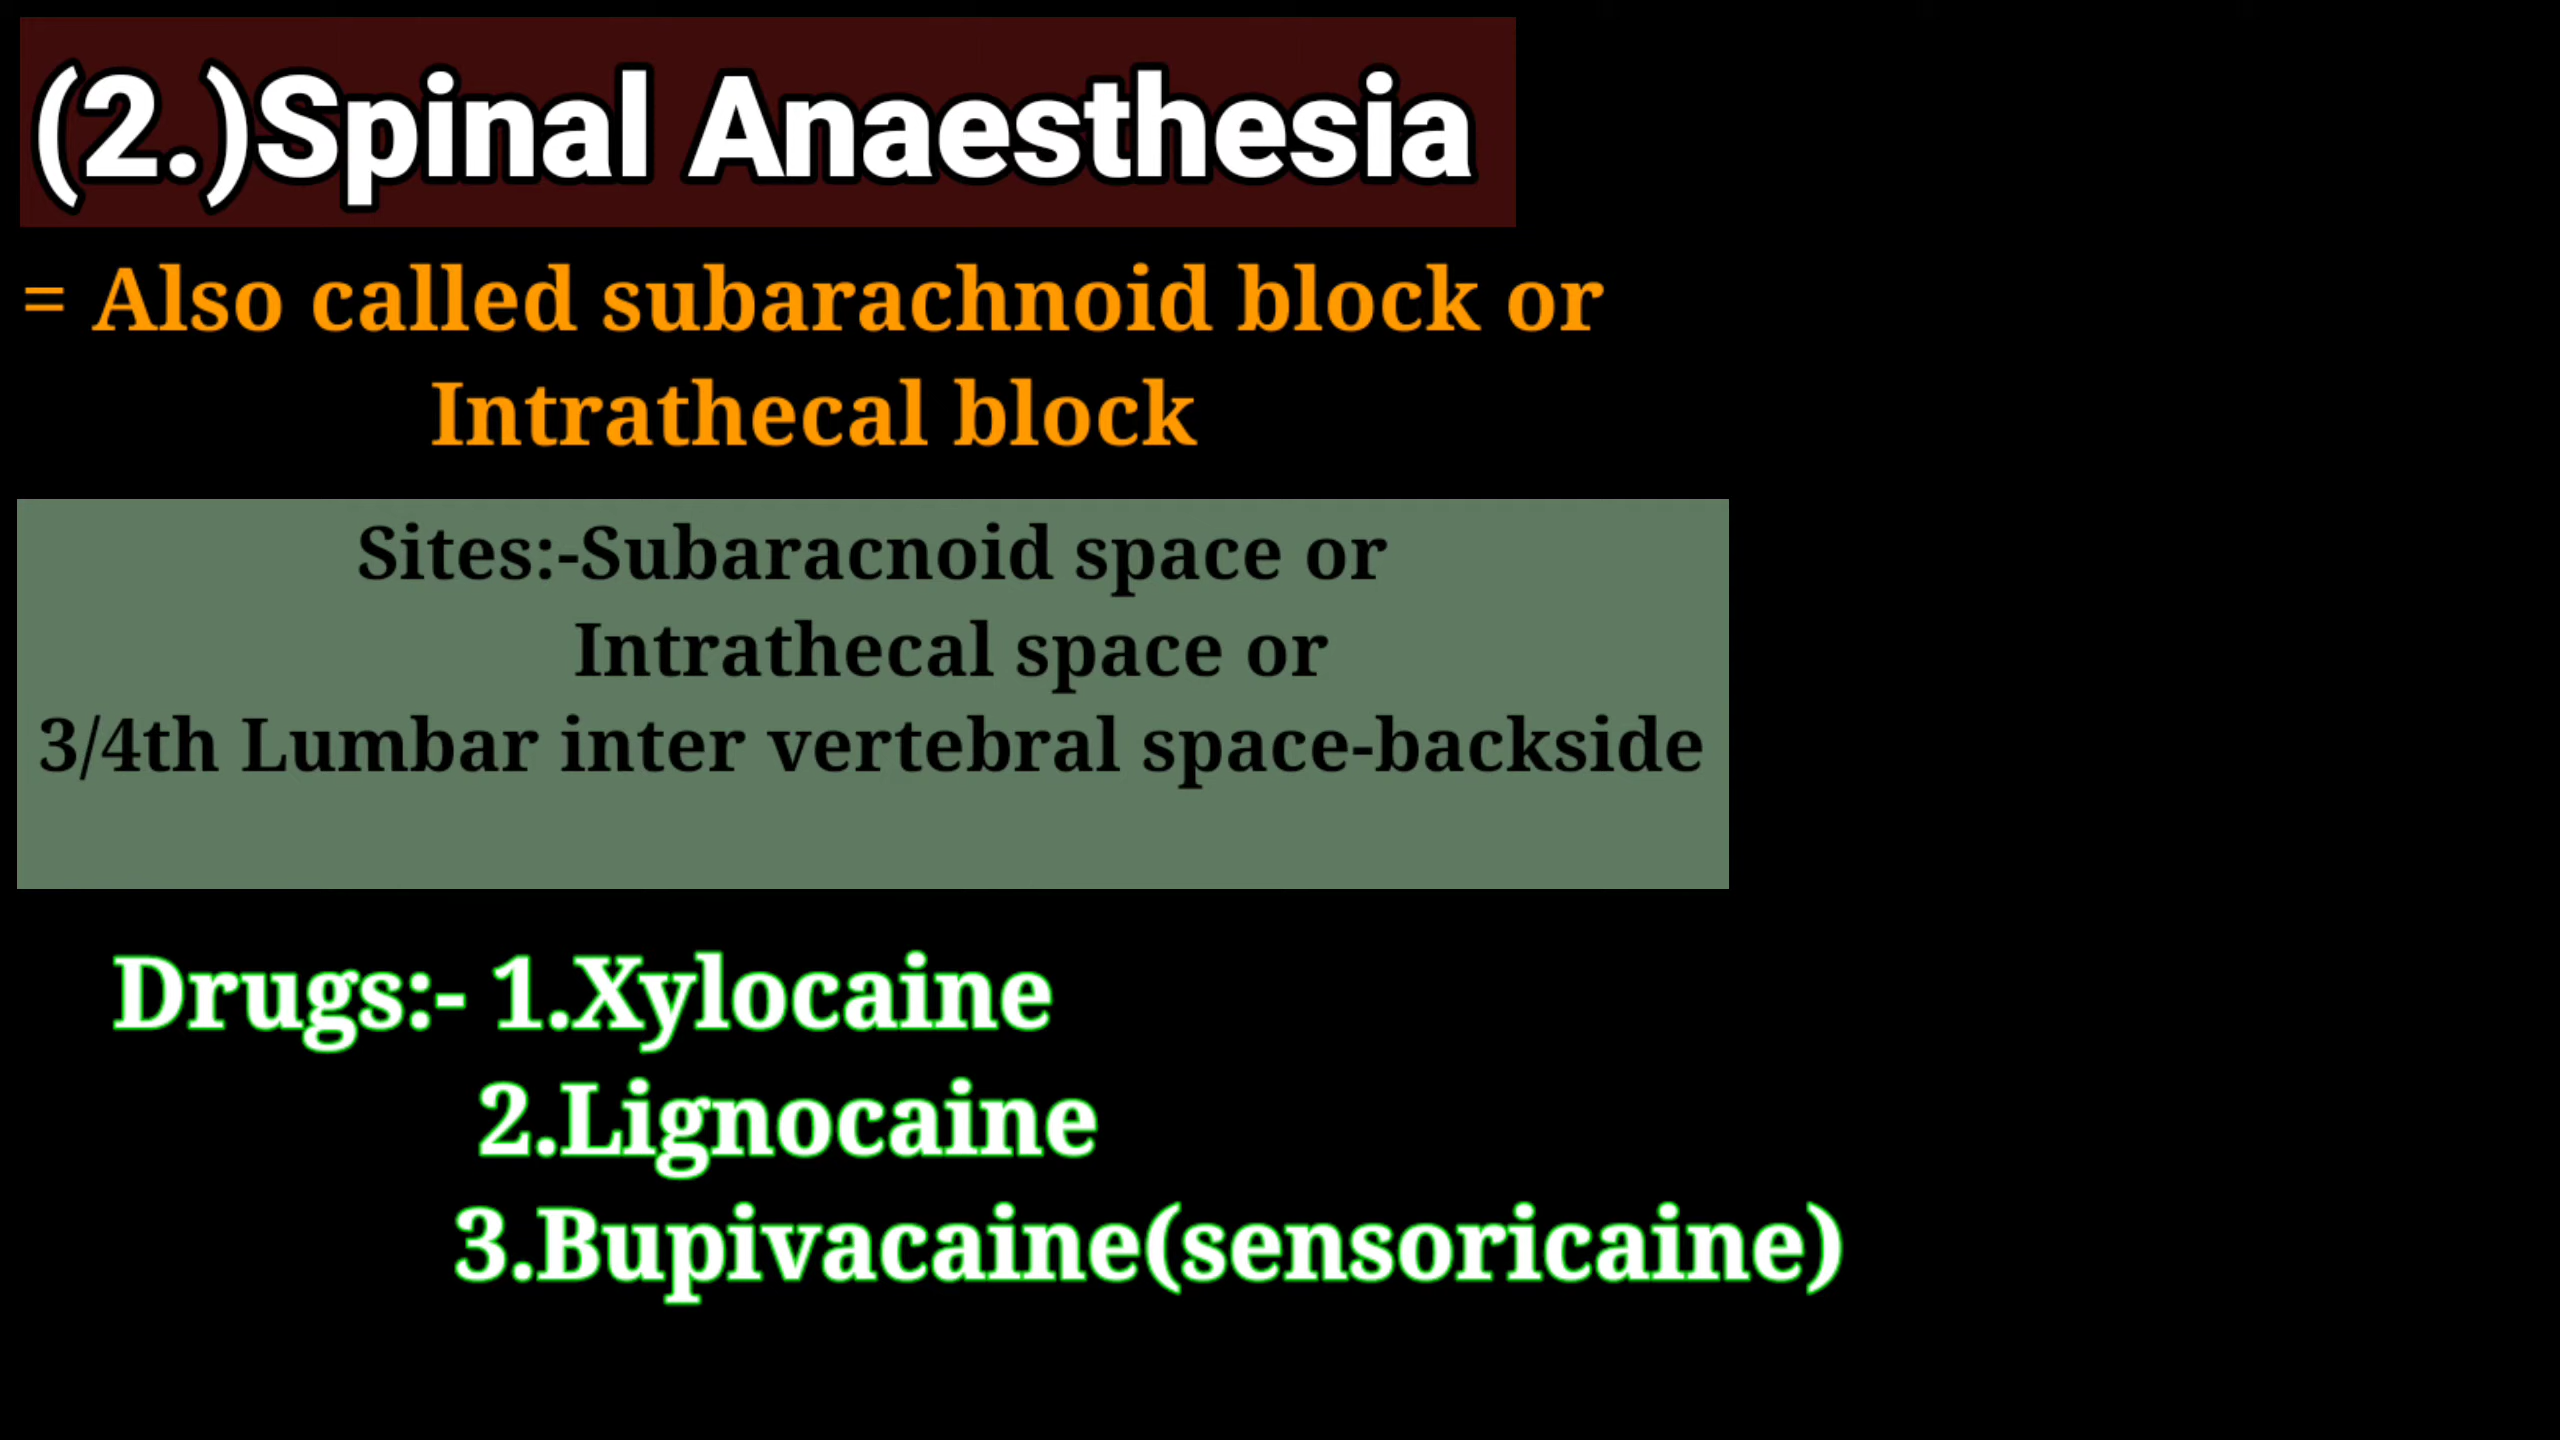 (2.)Spinal Anaesthesia
= Also called subarachnoid block or
Intrathecal block
Sites:-Subaracnoid space or
Intrathecal space or
3/4th Lumbar inter vertebral space-backside
Drugs:- 1.Xylocaine
2.Lignocaine
3.Bupivacaine(sensoricaine)